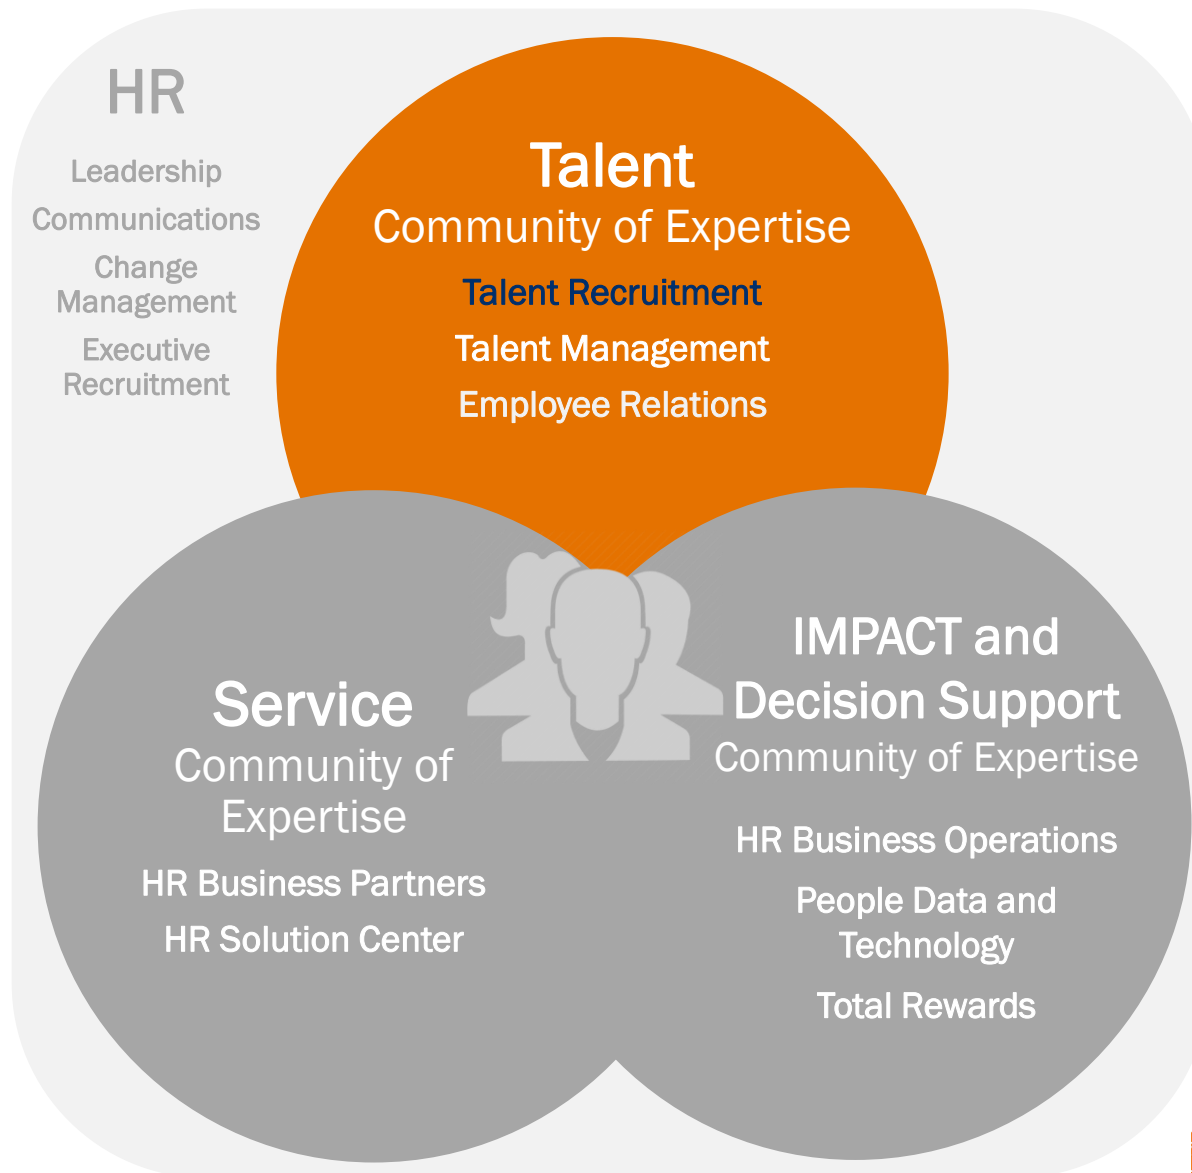 HR
Leadership
Communications
Change
Management
Executive
Recruitment
Talent
Community of Expertise
Talent Recruitment
Talent Management
Employee Relations
Service
Community of
Expertise
HR Business Partners
HR Solution Center
IMPACT and
Decision Support
Community of Expertise
HR Business Operations
People Data and
Technology
Total Rewards